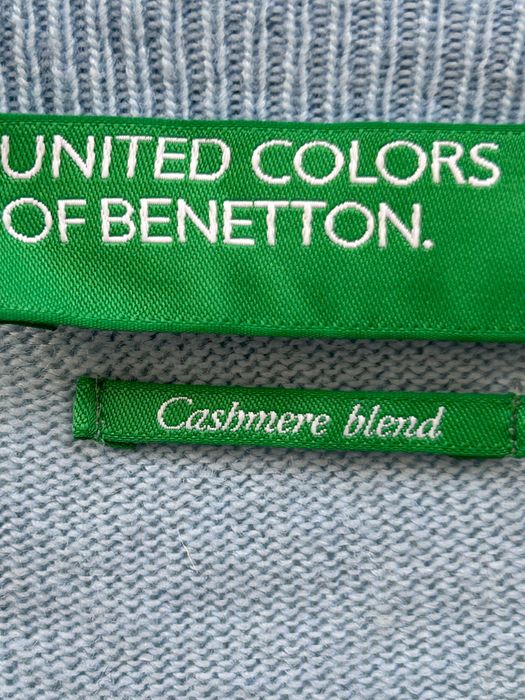 UNITED COLORS
OF BENETTON.
Cashmere blend